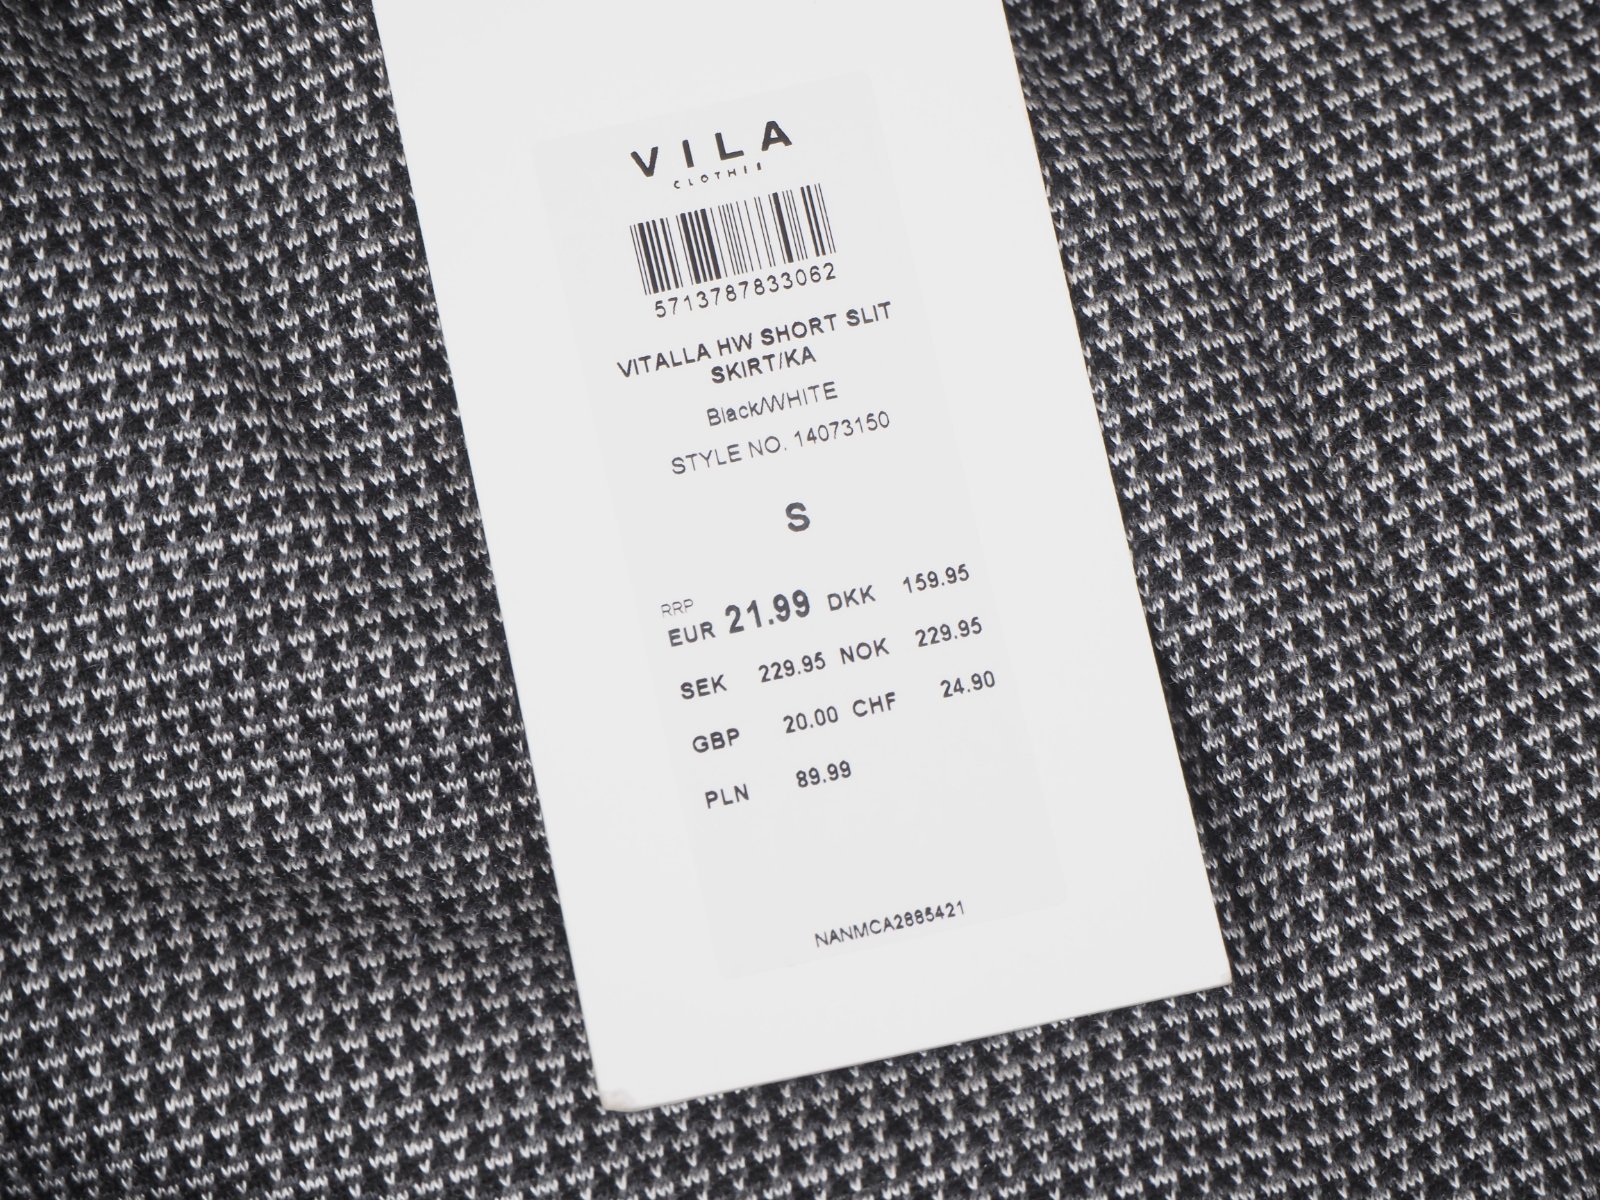 VILA
CLOTHES
5713787833062
VITALLA HW SHORT SLIT
SKIRT/KA
Black/WHITE
STYLE NO. 14073150
S
RRP
EUR 21.99 DKK 159.95
SEK 229.95 NOK 229.95
GBP 20.00 CHF 24.90
PLN 89.99
NANMCA2885421